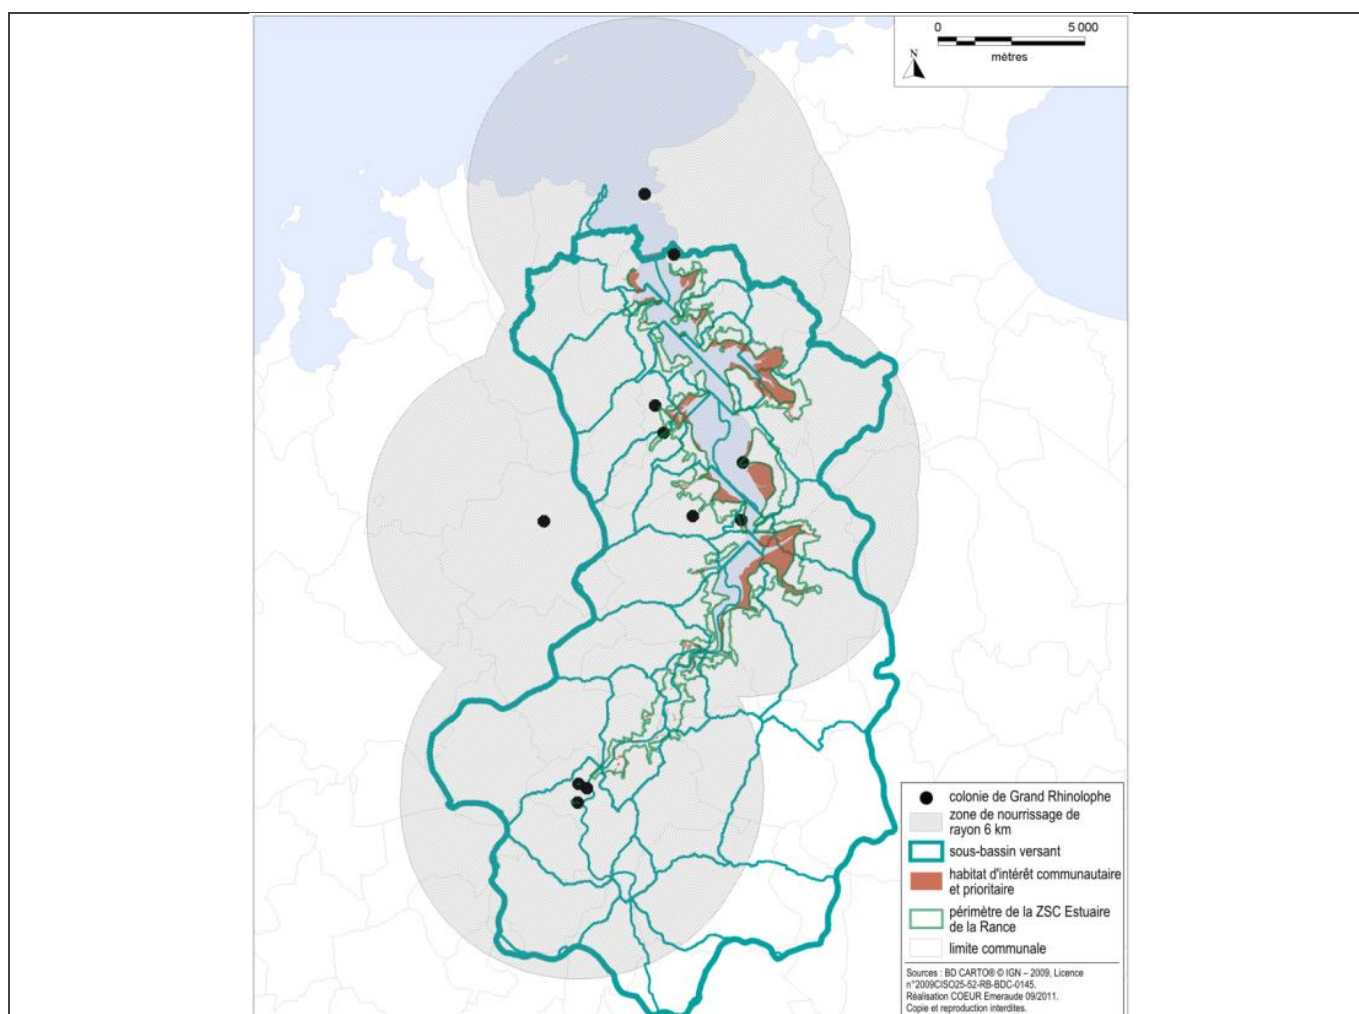 0 5 000
mètres
N
colonie de Grand Rhinolophe
zone de nourrissage de
rayon 6 km
sous-bassin versant
habitat d'intérêt communautaire
et prioritaire
périmètre de la ZSC Estuaire
de la Rance
limite communale
Sources : BD CARTO® © IGN – 2009, Licence
n°2009CISO25-52-RB-BDC-0145.
Réalisation COEUR Emeraude 09/2011.
Copie et reproduction interdites.